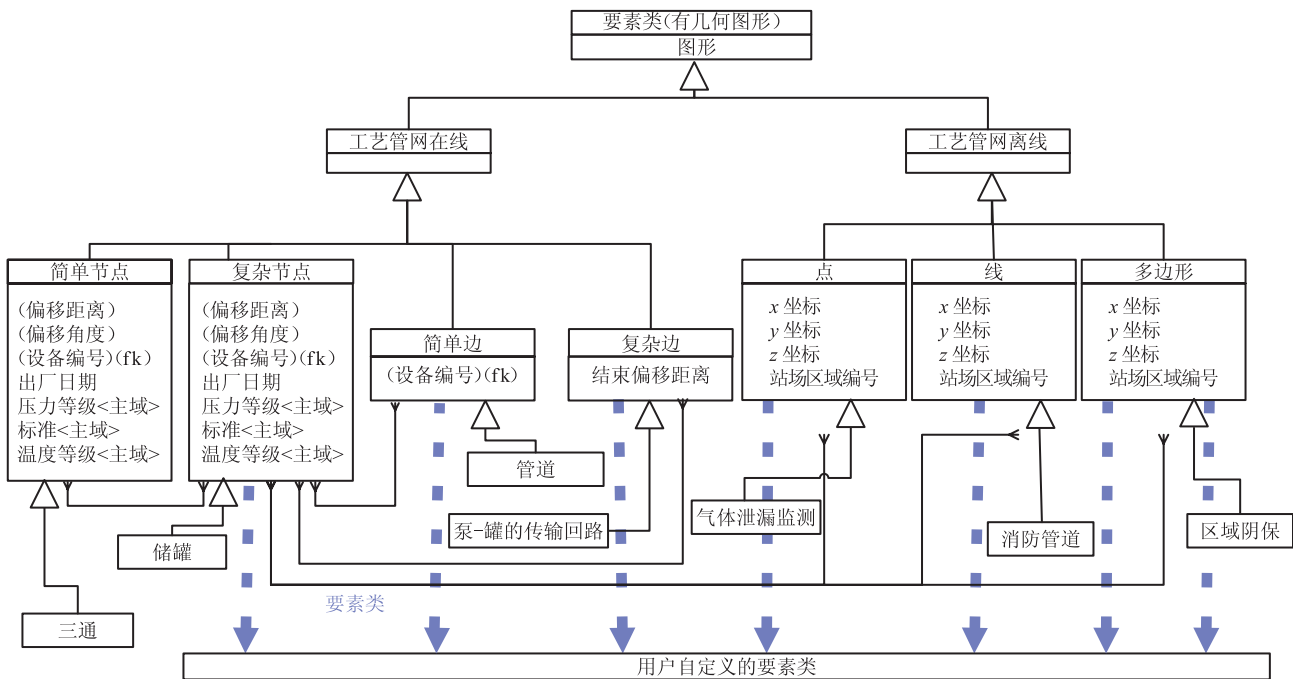 要素类(有几何图形)
图形
工艺管网在线
工艺管网离线
简单节点
(偏移距离)
(偏移角度)
(设备编号)(fk)
出厂日期
压力等级<主域>
标准<主域>
温度等级<主域>
复杂节点
(偏移距离)
(偏移角度)
(设备编号)(fk)
出厂日期
压力等级<主域>
标准<主域>
温度等级<主域>
简单边
(设备编号)(fk)
复杂边
结束偏移距离
点
x 坐标
y 坐标
z 坐标
站场区域编号
线
x 坐标
y 坐标
z 坐标
站场区域编号
多边形
x 坐标
y 坐标
z 坐标
站场区域编号
管道
储罐
泵-罐的传输回路
气体泄漏监测
消防管道
区域阴保
三通
要素类
用户自定义的要素类